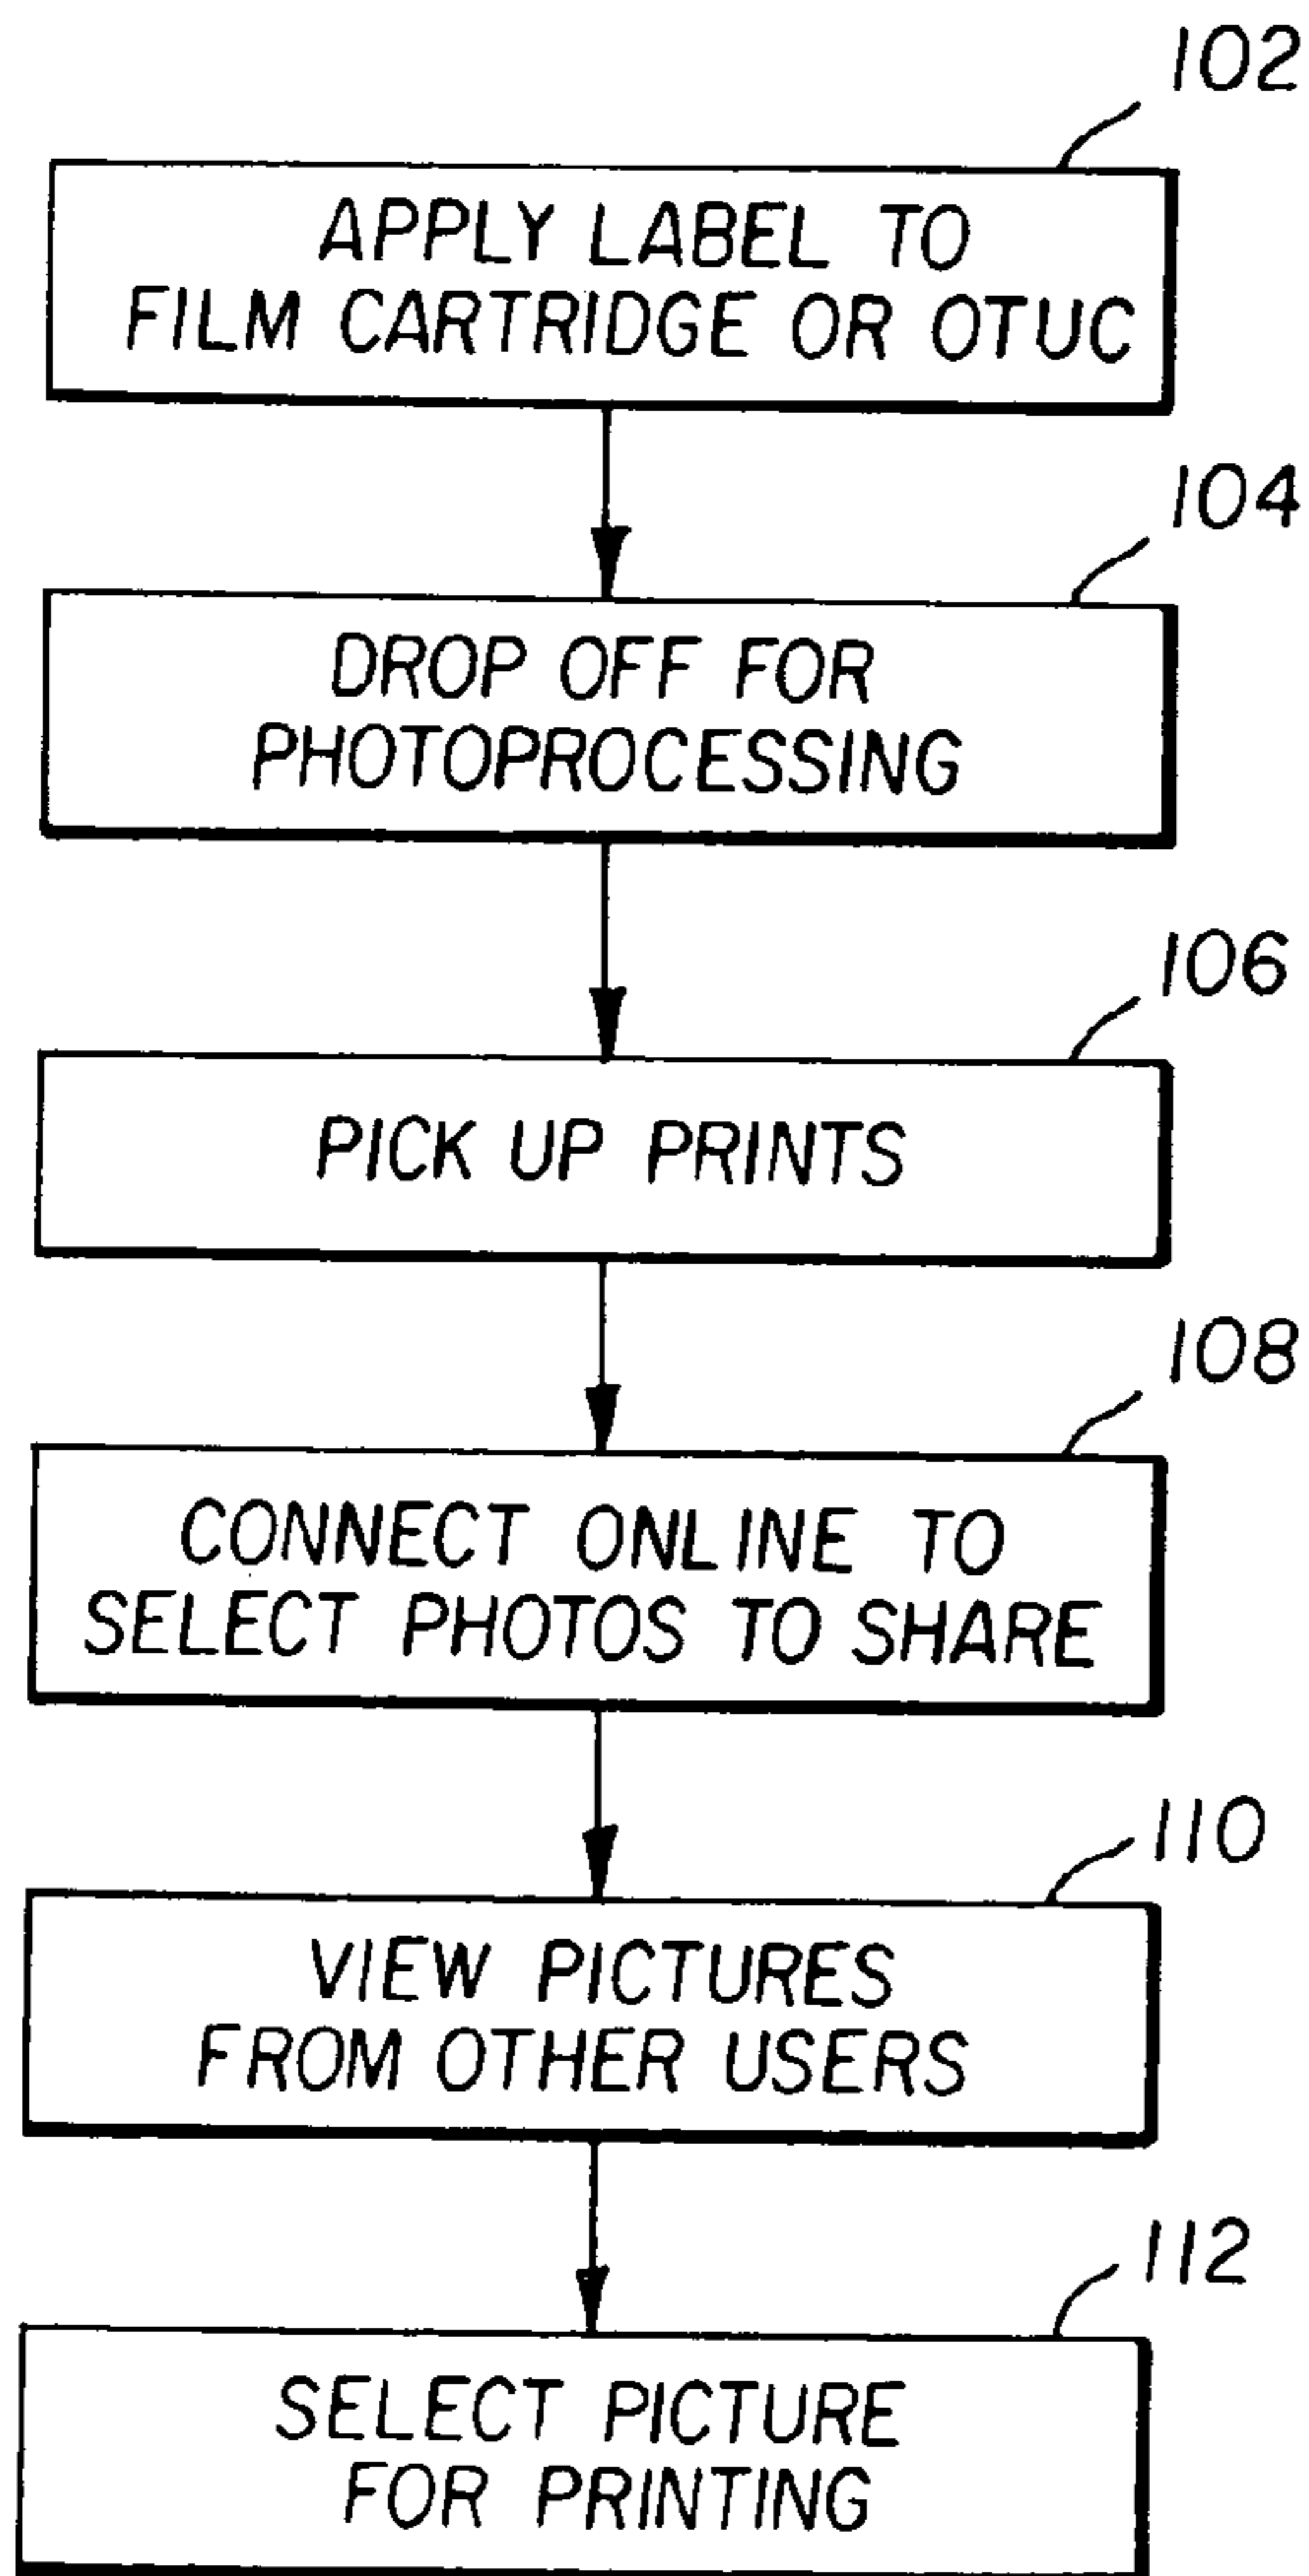 102
APPLY LABEL TO
FILM CARTRIDGE OR OTUC
104
DROP OFF FOR
PHOTOPROCESSING
106
PICK UP PRINTS
108
CONNECT ONLINE TO
SELECT PHOTOS TO SHARE
110
VIEW PICTURES
FROM OTHER USERS
112
SELECT PICTURE
FOR PRINTING